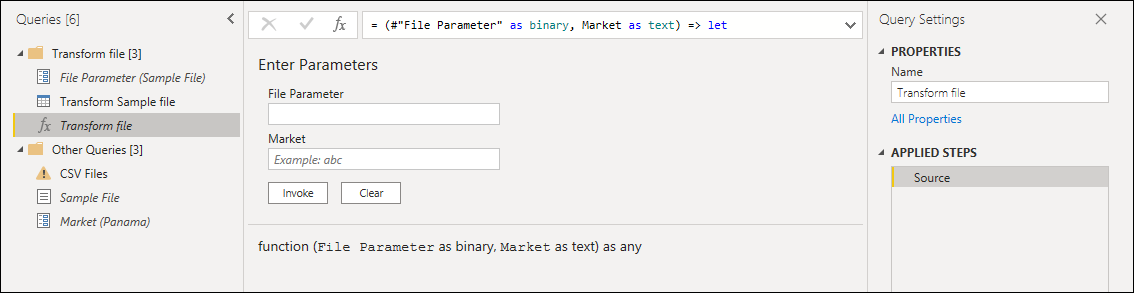 Queries [6]
Transform file [3]
File Parameter (Sample File)
Transform Sample file
fx Transform file
Other Queries [3]
CSV Files
Sample File
Market (Panama)
fx = (#"File Parameter" as binary, Market as text) => let
Enter Parameters
File Parameter
Market
Example: abc
Invoke Clear
function (File Parameter as binary, Market as text) as any
Query Settings
PROPERTIES
Name
Transform file
All Properties
APPLIED STEPS
Source